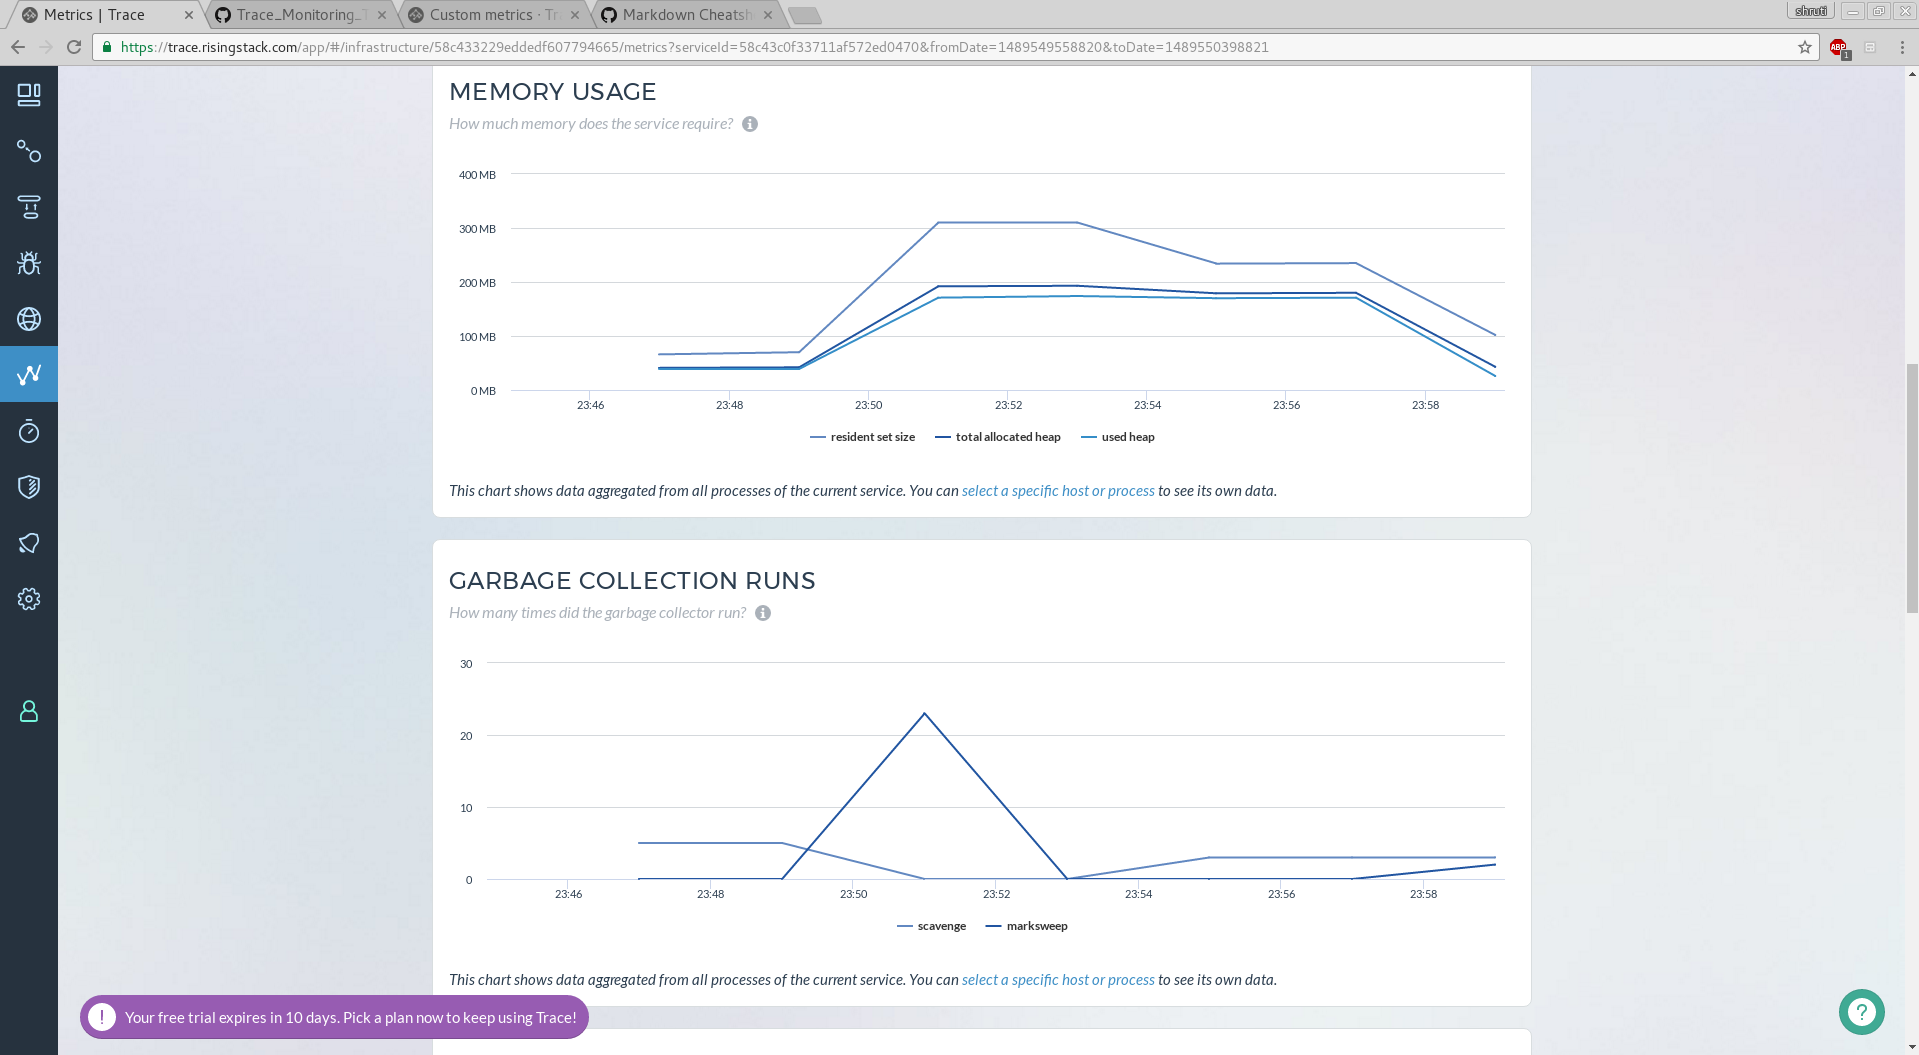 Metrics | Trace
Trace_Monitoring_T
Custom metrics · Tr
Markdown Cheatsh
shruti
https://trace.risingstack.com/app/#/infrastructure/58c433229eddedf607794665/metrics?serviceId=58c43c0f33711af572ed0470&fromDate=1489549558820&toDate=1489550398821
ABP
1
MEMORY USAGE
How much memory does the service require?
400 MB
300 MB
200 MB
100 MB
0 MB
23:46 23:48 23:50 23:52 23:54 23:56 23:58
resident set size total allocated heap used heap
This chart shows data aggregated from all processes of the current service. You can select a specific host or process to see its own data.
GARBAGE COLLECTION RUNS
How many times did the garbage collector run?
30
20
10
0
23:46 23:48 23:50 23:52 23:54 23:56 23:58
scavenge marksweep
This chart shows data aggregated from all processes of the current service. You can select a specific host or process to see its own data.
! Your free trial expires in 10 days. Pick a plan now to keep using Trace!
?